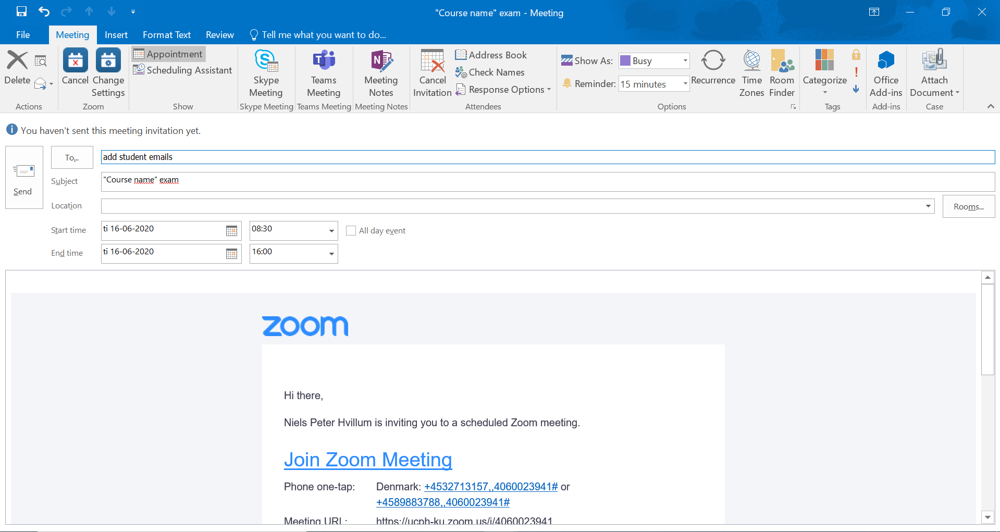 "Course name" exam - Meeting
File Meeting Insert Format Text Review Tell me what you want to do...
Delete
Actions
Cancel Change Settings
Zoom
Appointment
Scheduling Assistant
Show
Skype Meeting
Skype Meeting
Teams Meeting
Teams Meeting
Meeting Notes
Meeting Notes
Cancel Invitation
Address Book
Check Names
Response Options
Attendees
Show As: Busy
Reminder: 15 minutes
Recurrence
Time Zones
Room Finder
Options
Categorize
Tags
Office Add-ins
Add-ins
Attach Document
Case
You haven't sent this meeting invitation yet.
Send
To... add student emails
Subject "Course name" exam
Location Rooms...
Start time ti 16-06-2020 08:30 All day event
End time ti 16-06-2020 16:00
zoom
Hi there,
Niels Peter Hvillum is inviting you to a scheduled Zoom meeting.
Join Zoom Meeting
Phone one-tap: Denmark: +4532713157,,4060023941# or
+4589883788,,4060023941#
Meeting URL: https://ucph-ku.zoom.us/j/4060023941